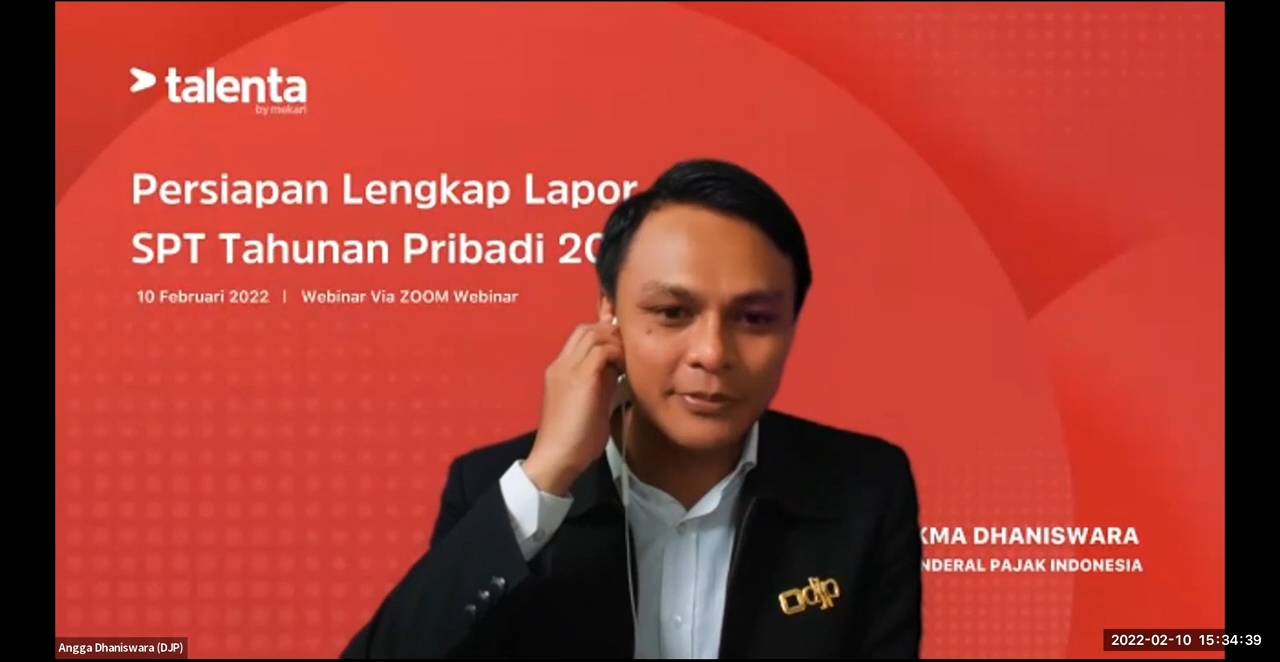 talenta
by mekari
Persiapan Lengkap Lapor
SPT Tahunan Pribadi 20
10 Februari 2022 | Webinar Via ZOOM Webinar
KMA DHANISWARA
NDERAL PAJAK INDONESIA
djp
Angga Dhaniswara (DJP)
2022-02-10 15:34:39